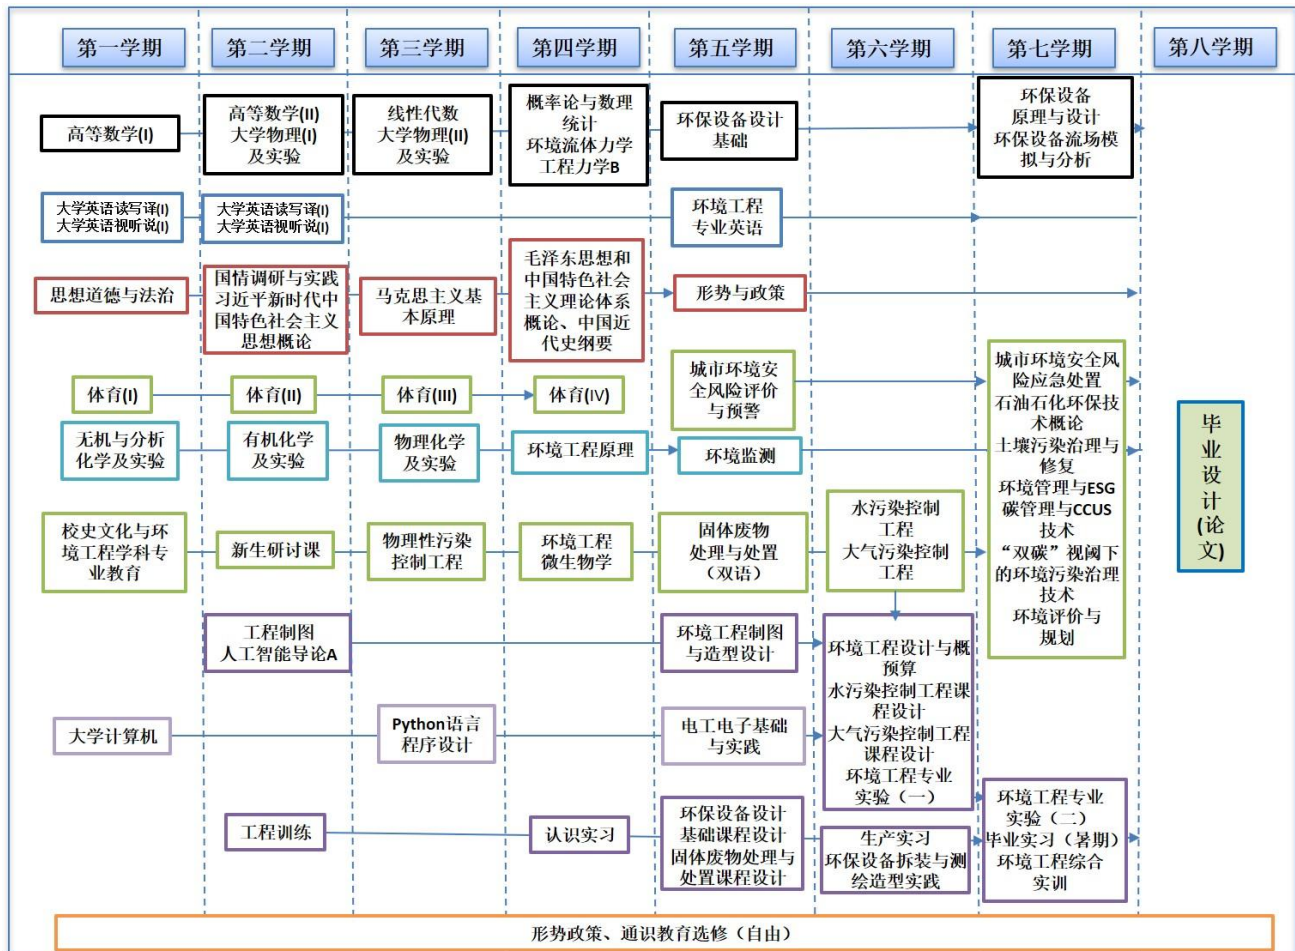 第一学期
第二学期
第三学期
第四学期
第五学期
第六学期
第七学期
第八学期
高等数学(I)
高等数学(II)
大学物理(I)
及实验
线性代数
大学物理(II)
及实验
概率论与数理
统计
环境流体力学
工程力学B
环保设备设计
基础
环保设备
原理与设计
环保设备流场模
拟与分析
大学英语读写译(I)
大学英语视听说(I)
大学英语读写译(I)
大学英语视听说(I)
环境工程
专业英语
思想道德与法治
国情调研与实践
习近平新时代中
国特色社会主义
思想概论
马克思主义基
本原理
毛泽东思想和
中国特色社会
主义理论体系
概论、中国近
代史纲要
形势与政策
体育(I)
体育(II)
体育(III)
体育(IV)
城市环境安
全风险评价
与预警
城市环境安全风
险应急处置
石油石化环保技
术概论
土壤污染治理与
修复
环境管理与ESG
碳管理与CCUS
技术
“双碳”视阈下
的环境污染治理
技术
环境评价与
规划
无机与分析
化学及实验
有机化学
及实验
物理化学
及实验
环境工程原理
环境监测
校史文化与环
境工程学科专
业教育
新生研讨课
物理性污染
控制工程
环境工程
微生物学
固体废物
处理与处置
（双语）
水污染控制
工程
大气污染控制
工程
毕业设计(论文)
工程制图
人工智能导论A
环境工程制图
与造型设计
环境工程设计与概
预算
水污染控制工程课
程设计
大气污染控制工程
课程设计
环境工程专业
实验（一）
大学计算机
Python语言
程序设计
电工电子基础
与实践
工程训练
认识实习
环保设备设计
基础课程设计
固体废物处理与
处置课程设计
生产实习
环保设备拆装与测
绘造型实践
环境工程专业
实验（二）
毕业实习（暑期）
环境工程综合
实训
形势政策、通识教育选修（自由）